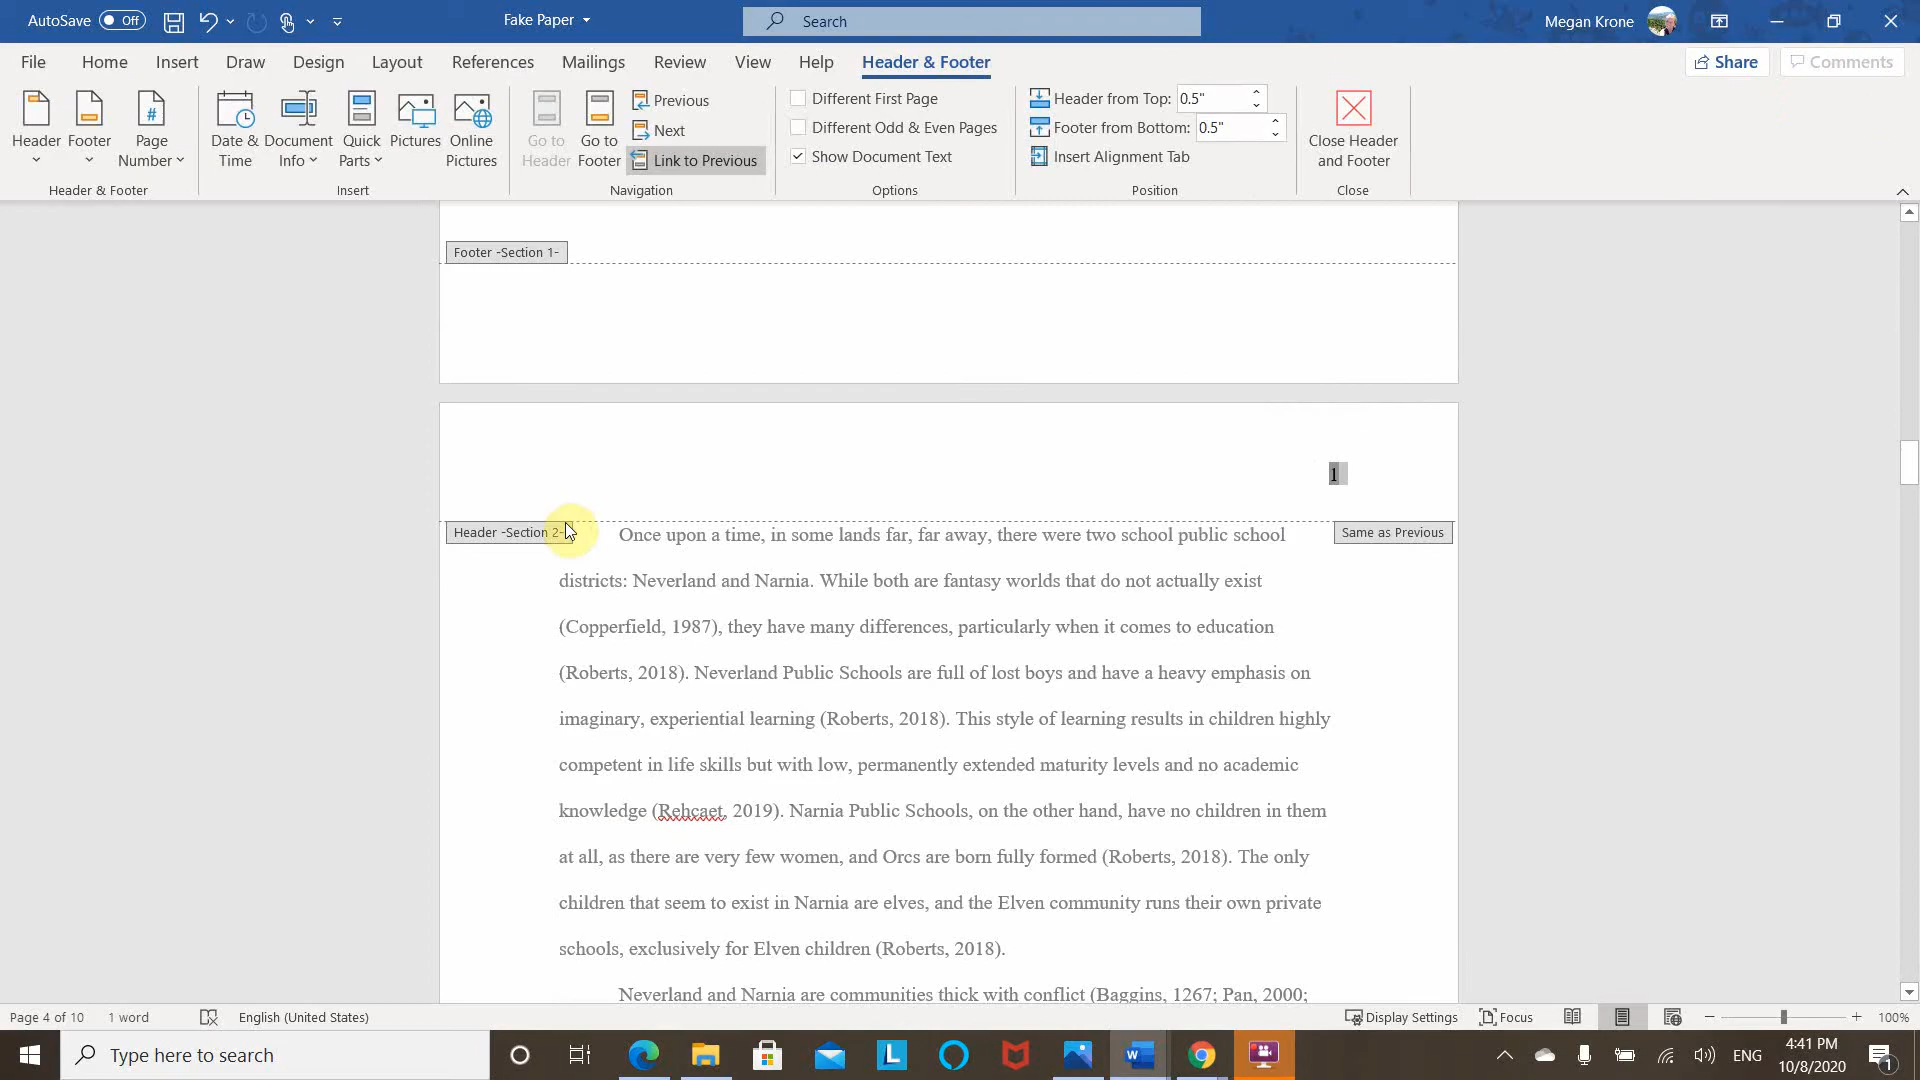 AutoSave Off Fake Paper Search Megan Krone
File Home Insert Draw Design Layout References Mailings Review View Help Header & Footer Share Comments
Header Footer Page Number Date & Time Document Info Quick Parts Pictures Online Pictures Go to Header Go to Footer Previous Next Link to Previous
Different First Page
Different Odd & Even Pages
Show Document Text
Header from Top: 0.5"
Footer from Bottom: 0.5"
Insert Alignment Tab
Close Header and Footer
Header & Footer Insert Navigation Options Position Close
Footer -Section 1-
1
Header -Section 2- Same as Previous
Once upon a time, in some lands far, far away, there were two school public school
districts: Neverland and Narnia. While both are fantasy worlds that do not actually exist
(Copperfield, 1987), they have many differences, particularly when it comes to education
(Roberts, 2018). Neverland Public Schools are full of lost boys and have a heavy emphasis on
imaginary, experiential learning (Roberts, 2018). This style of learning results in children highly
competent in life skills but with low, permanently extended maturity levels and no academic
knowledge (Rehcaet, 2019). Narnia Public Schools, on the other hand, have no children in them
at all, as there are very few women, and Orcs are born fully formed (Roberts, 2018). The only
children that seem to exist in Narnia are elves, and the Elven community runs their own private
schools, exclusively for Elven children (Roberts, 2018).
Neverland and Narnia are communities thick with conflict (Baggins, 1267; Pan, 2000;
Page 4 of 10 1 word English (United States) Display Settings Focus 100%
Type here to search ENG 4:41 PM
10/8/2020 1